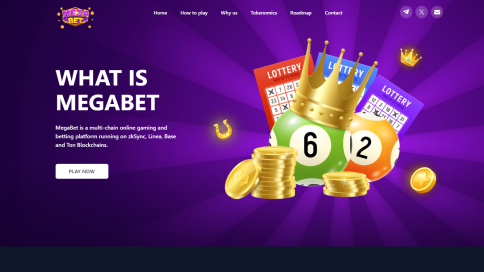 MEGA
BET
Home
How to play
Why us
Tokenomics
Roadmap
Contact
WHAT IS
MEGABET
MegaBet is a multi-chain online gaming and
betting platform running on zkSync, Linea, Base
and Ton Blockchains.
PLAY NOW
LOTTERY
LOTTERY
LOTTERY
6
2